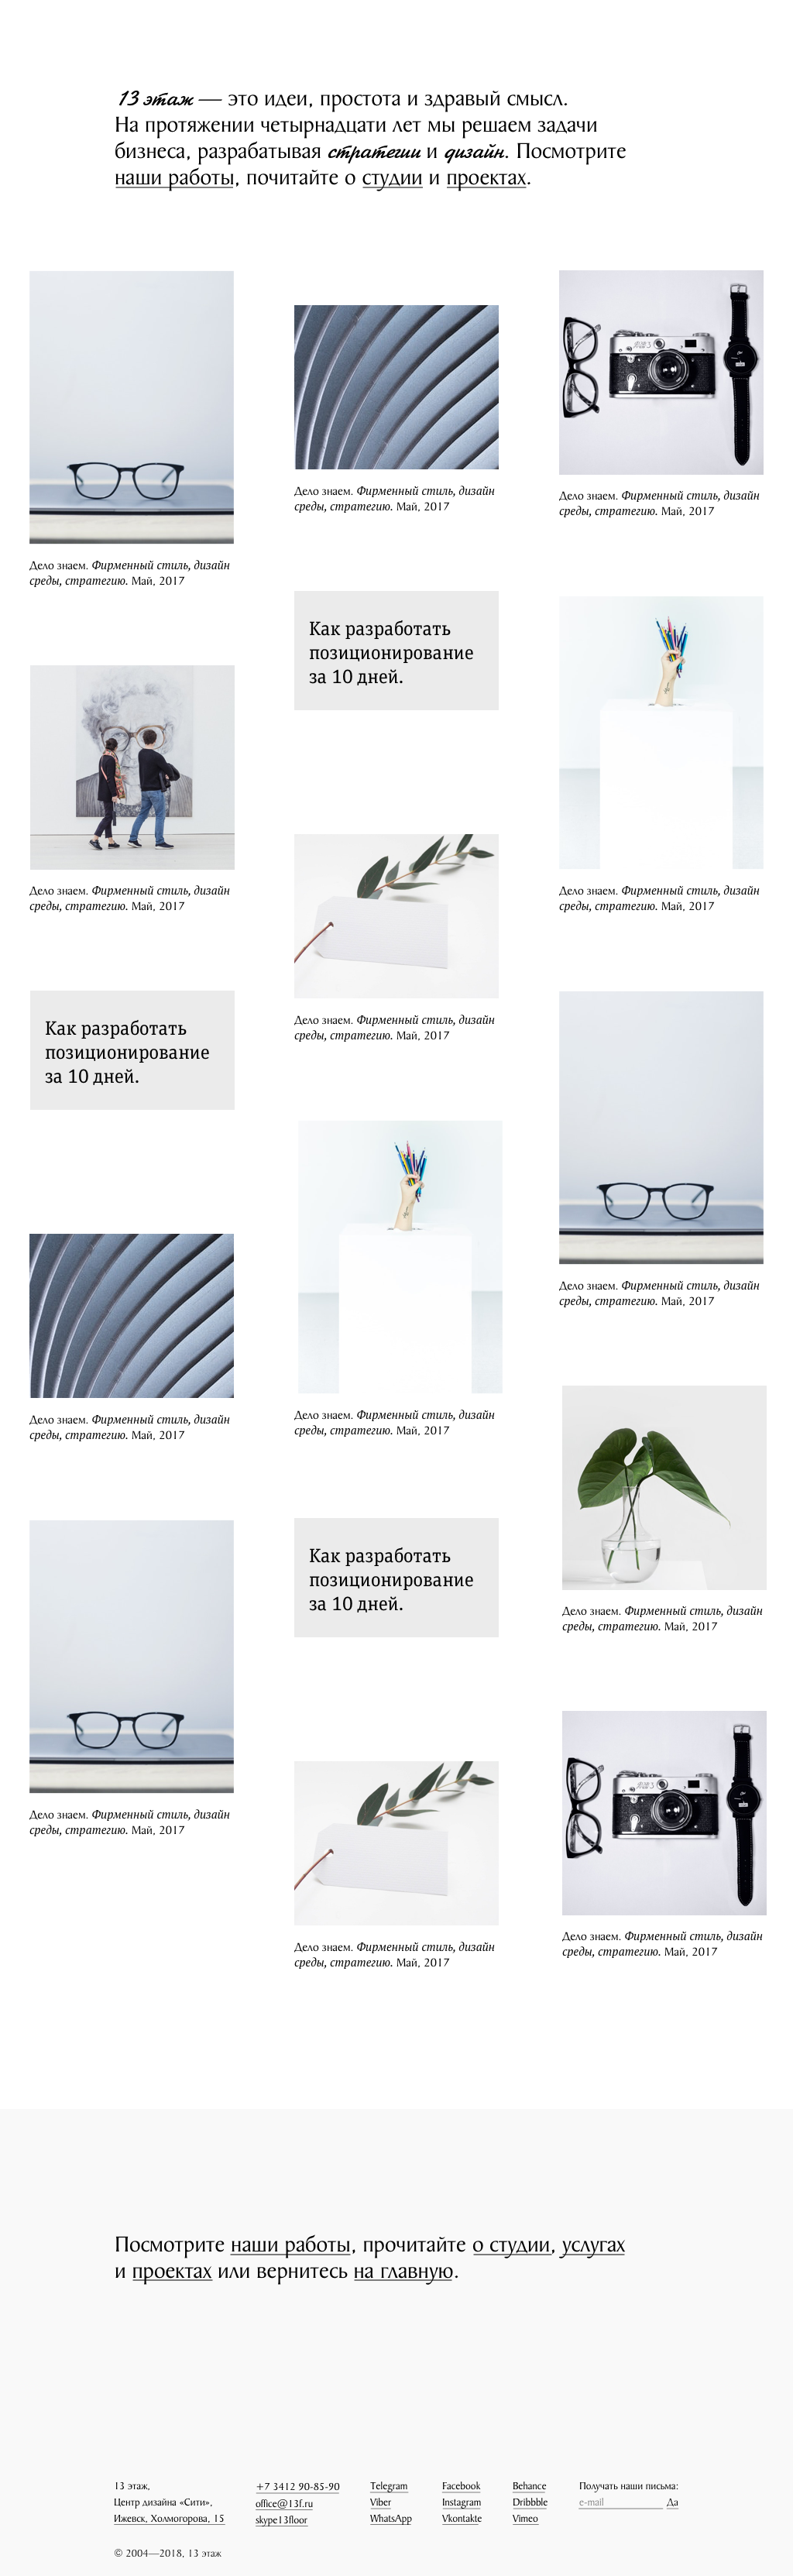 13 этаж — это идеи, простота и здравый смысл.
На протяжении четырнадцати лет мы решаем задачи
бизнеса, разрабатывая стратегии и дизайн. Посмотрите
наши работы, почитайте о студии и проектах.
Дело знаем. Фирменный стиль, дизайн
среды, стратегию. Май, 2017
Дело знаем. Фирменный стиль, дизайн
среды, стратегию. Май, 2017
Дело знаем. Фирменный стиль, дизайн
среды, стратегию. Май, 2017
Как разработать
позиционирование
за 10 дней.
Дело знаем. Фирменный стиль, дизайн
среды, стратегию. Май, 2017
Дело знаем. Фирменный стиль, дизайн
среды, стратегию. Май, 2017
Дело знаем. Фирменный стиль, дизайн
среды, стратегию. Май, 2017
Как разработать
позиционирование
за 10 дней.
Дело знаем. Фирменный стиль, дизайн
среды, стратегию. Май, 2017
Дело знаем. Фирменный стиль, дизайн
среды, стратегию. Май, 2017
Дело знаем. Фирменный стиль, дизайн
среды, стратегию. Май, 2017
Как разработать
позиционирование
за 10 дней.
Дело знаем. Фирменный стиль, дизайн
среды, стратегию. Май, 2017
Дело знаем. Фирменный стиль, дизайн
среды, стратегию. Май, 2017
Дело знаем. Фирменный стиль, дизайн
среды, стратегию. Май, 2017
Дело знаем. Фирменный стиль, дизайн
среды, стратегию. Май, 2017
Посмотрите наши работы, прочитайте о студии, услугах
и проектах или вернитесь на главную.
13 этаж,
Центр дизайна «Сити»,
Ижевск, Холмогорова, 15
+7 3412 90-85-90
office@13f.ru
skype13floor
Telegram
Viber
WhatsApp
Facebook
Instagram
Vkontakte
Behance
Dribbble
Vimeo
Получать наши письма:
e-mail Да
© 2004—2018, 13 этаж